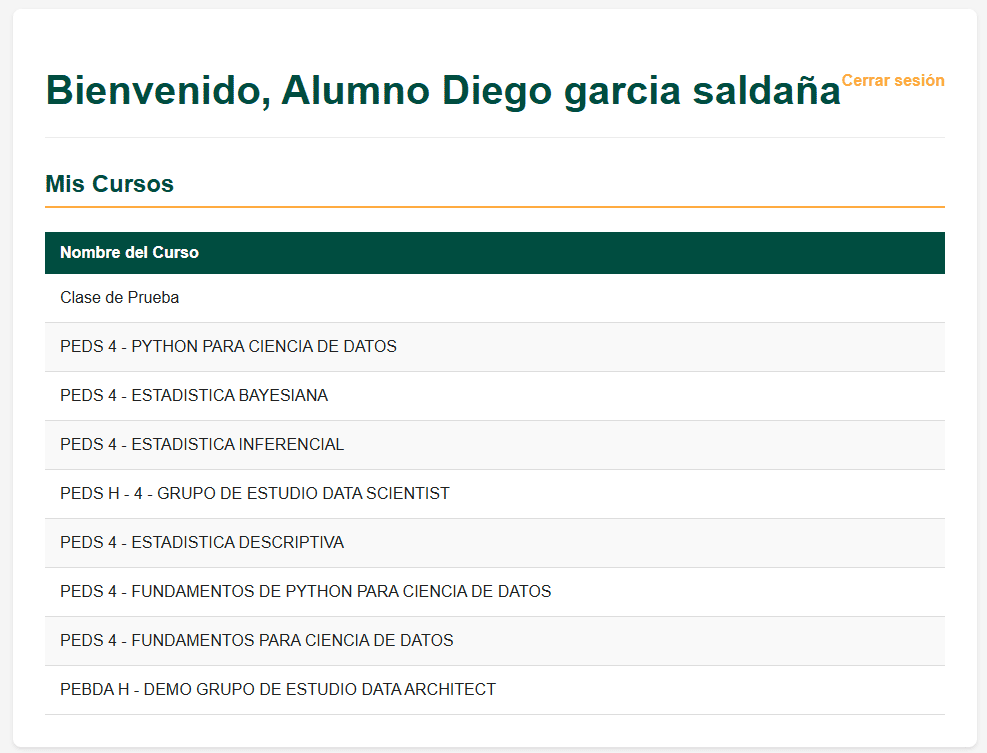 Bienvenido, Alumno Diego garcia saldaña
Cerrar sesión
Mis Cursos
Nombre del Curso
Clase de Prueba
PEDS 4 - PYTHON PARA CIENCIA DE DATOS
PEDS 4 - ESTADISTICA BAYESIANA
PEDS 4 - ESTADISTICA INFERENCIAL
PEDS H - 4 - GRUPO DE ESTUDIO DATA SCIENTIST
PEDS 4 - ESTADISTICA DESCRIPTIVA
PEDS 4 - FUNDAMENTOS DE PYTHON PARA CIENCIA DE DATOS
PEDS 4 - FUNDAMENTOS PARA CIENCIA DE DATOS
PEBDA H - DEMO GRUPO DE ESTUDIO DATA ARCHITECT